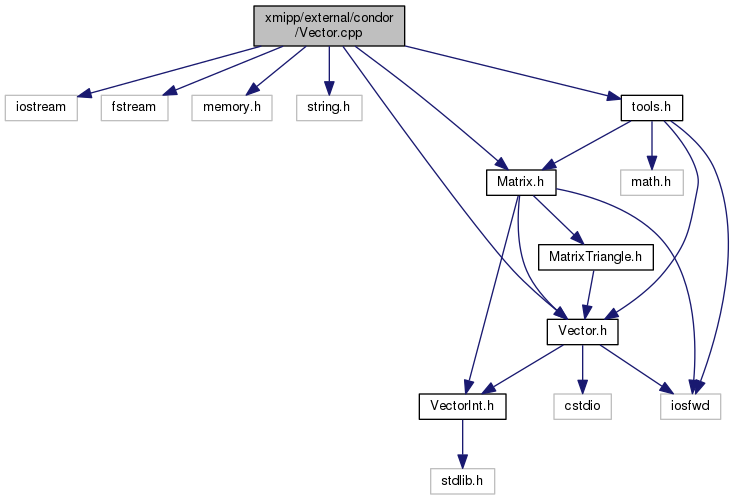 xmipp/external/condor
/Vector.cpp
iostream
fstream
memory.h
string.h
tools.h
Matrix.h
math.h
MatrixTriangle.h
Vector.h
VectorInt.h
cstdio
iosfwd
stdlib.h